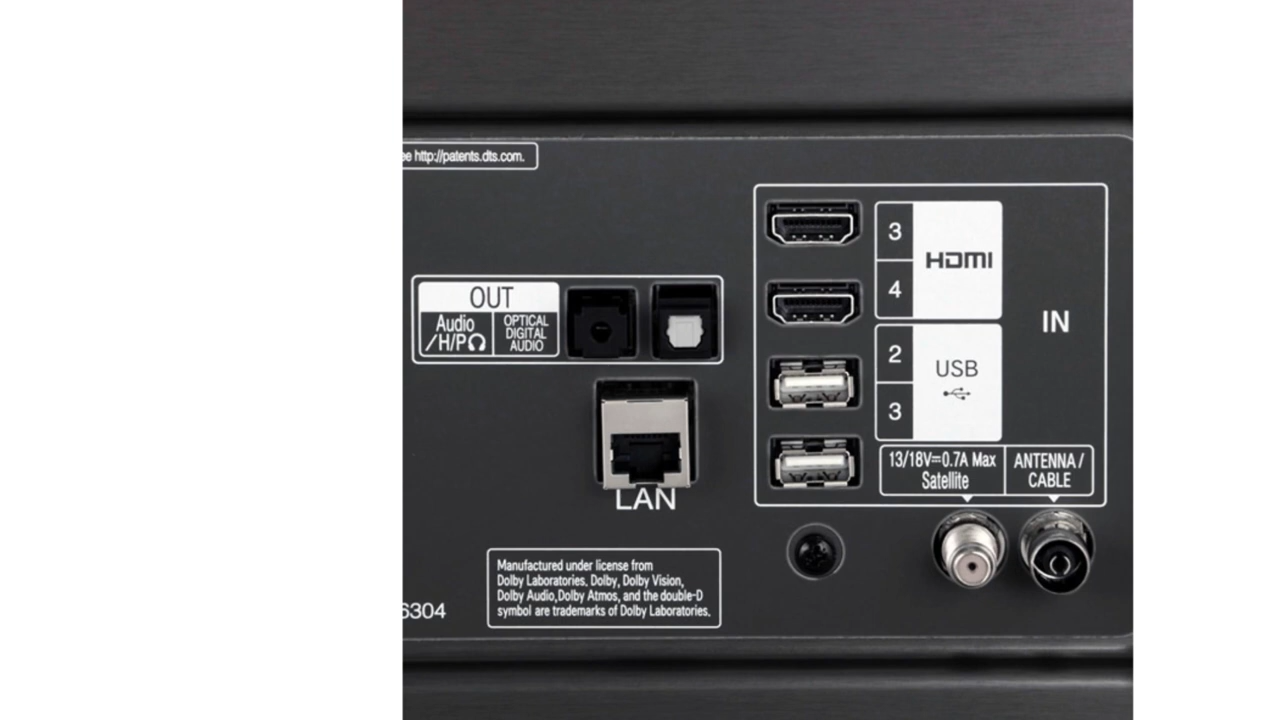 ee http://patents.dts.com.
OUT
Audio
/H/P
OPTICAL
DIGITAL
AUDIO
LAN
3
4
HDMI
2
3
USB
IN
13/18V⎓0.7A Max
Satellite
ANTENNA /
CABLE
Manufactured under license from
Dolby Laboratories. Dolby, Dolby Vision,
Dolby Audio,Dolby Atmos, and the double-D
symbol are trademarks of Dolby Laboratories.
6304